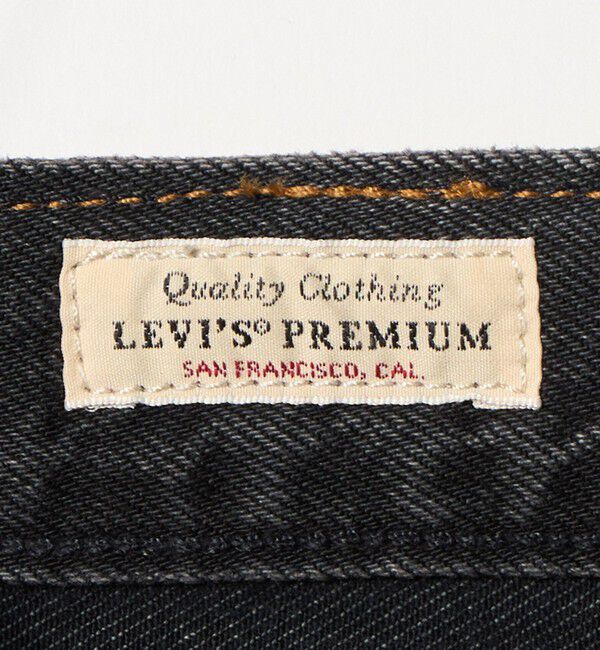 Quality Clothing
LEVI'S® PREMIUM
SAN FRANCISCO, CAL.